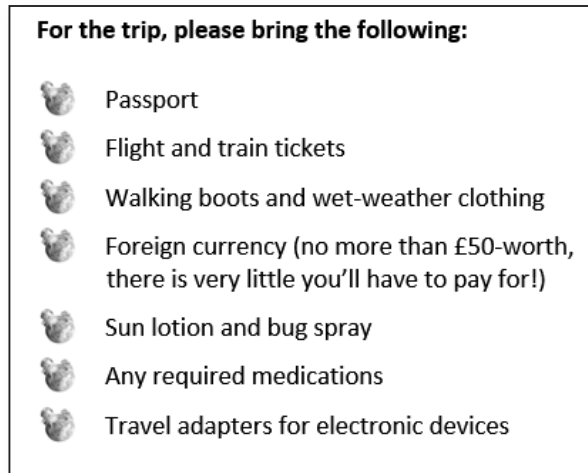 For the trip, please bring the following:
Passport
Flight and train tickets
Walking boots and wet-weather clothing
Foreign currency (no more than £50-worth,
there is very little you’ll have to pay for!)
Sun lotion and bug spray
Any required medications
Travel adapters for electronic devices